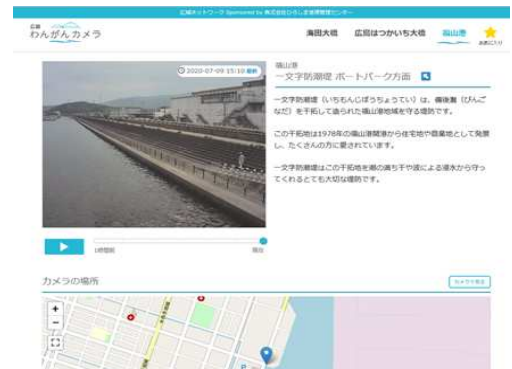 広域ネットワーク Sponsored by 株式会社ひろしま港湾管理センター
広域
わんがんカメラ
海田大橋
広島はつかいち大橋
福山港
お気に入り
2020-07-09 15:10 最新
福山港
一文字防潮堤 ボートパーク方面
一文字防潮堤（いちもんじぼうちょうてい）は、備後灘（びんご
なだ）を干拓して造られた福山港地域を守る堤防です。
この干拓地は1978年の福山港開港から住宅地や商業地として発展
し、たくさんの方に愛されています。
一文字防潮堤はこの干拓地を潮の満ち干や波による浸水から守っ
てくれるとても大切な堤防です。
1時間前
現在
カメラの場所
+
-
P